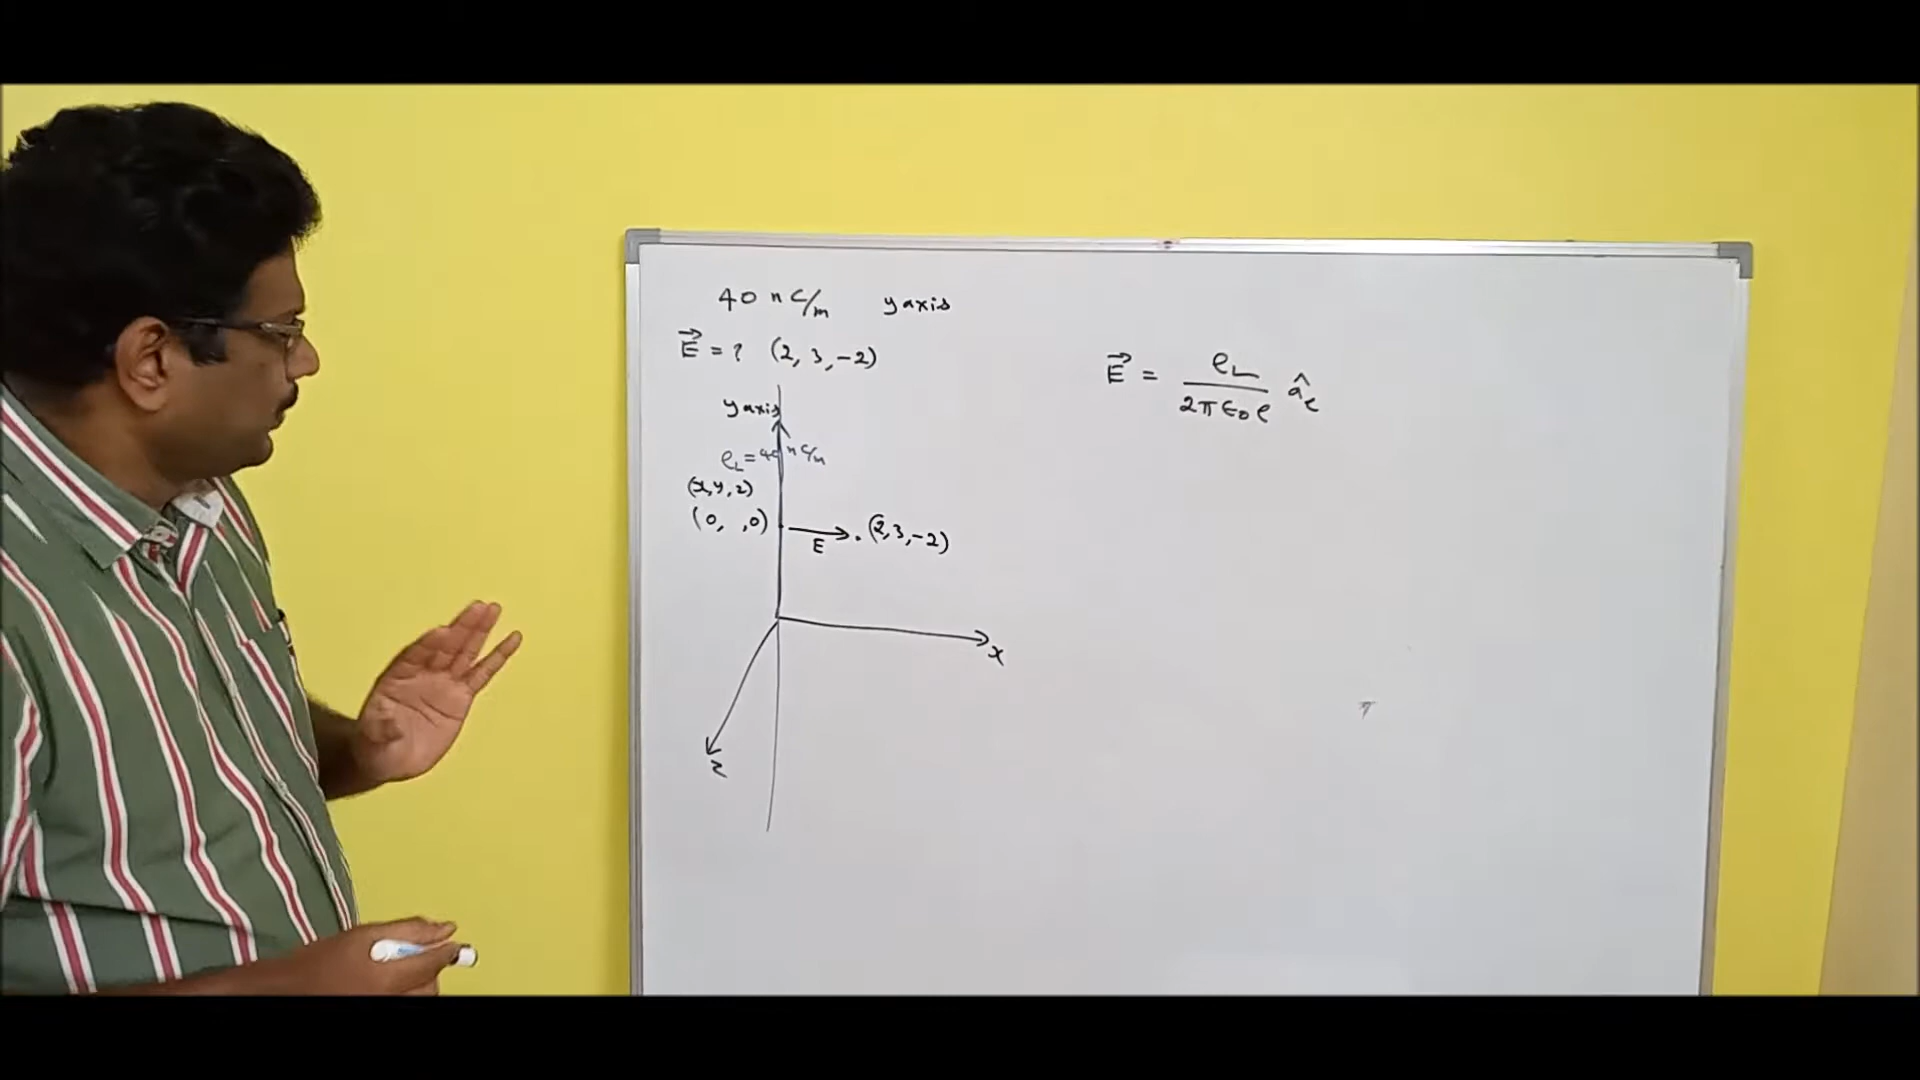 40 nC/m y axis
E⃗ = ? (2, 3, -2)
y axis
ρL = 40 nC/m
(x, y, z)
(0, ,0)
E
(2, 3, -2)
x
z
E⃗ = ρL / 2πε0ρ âρ